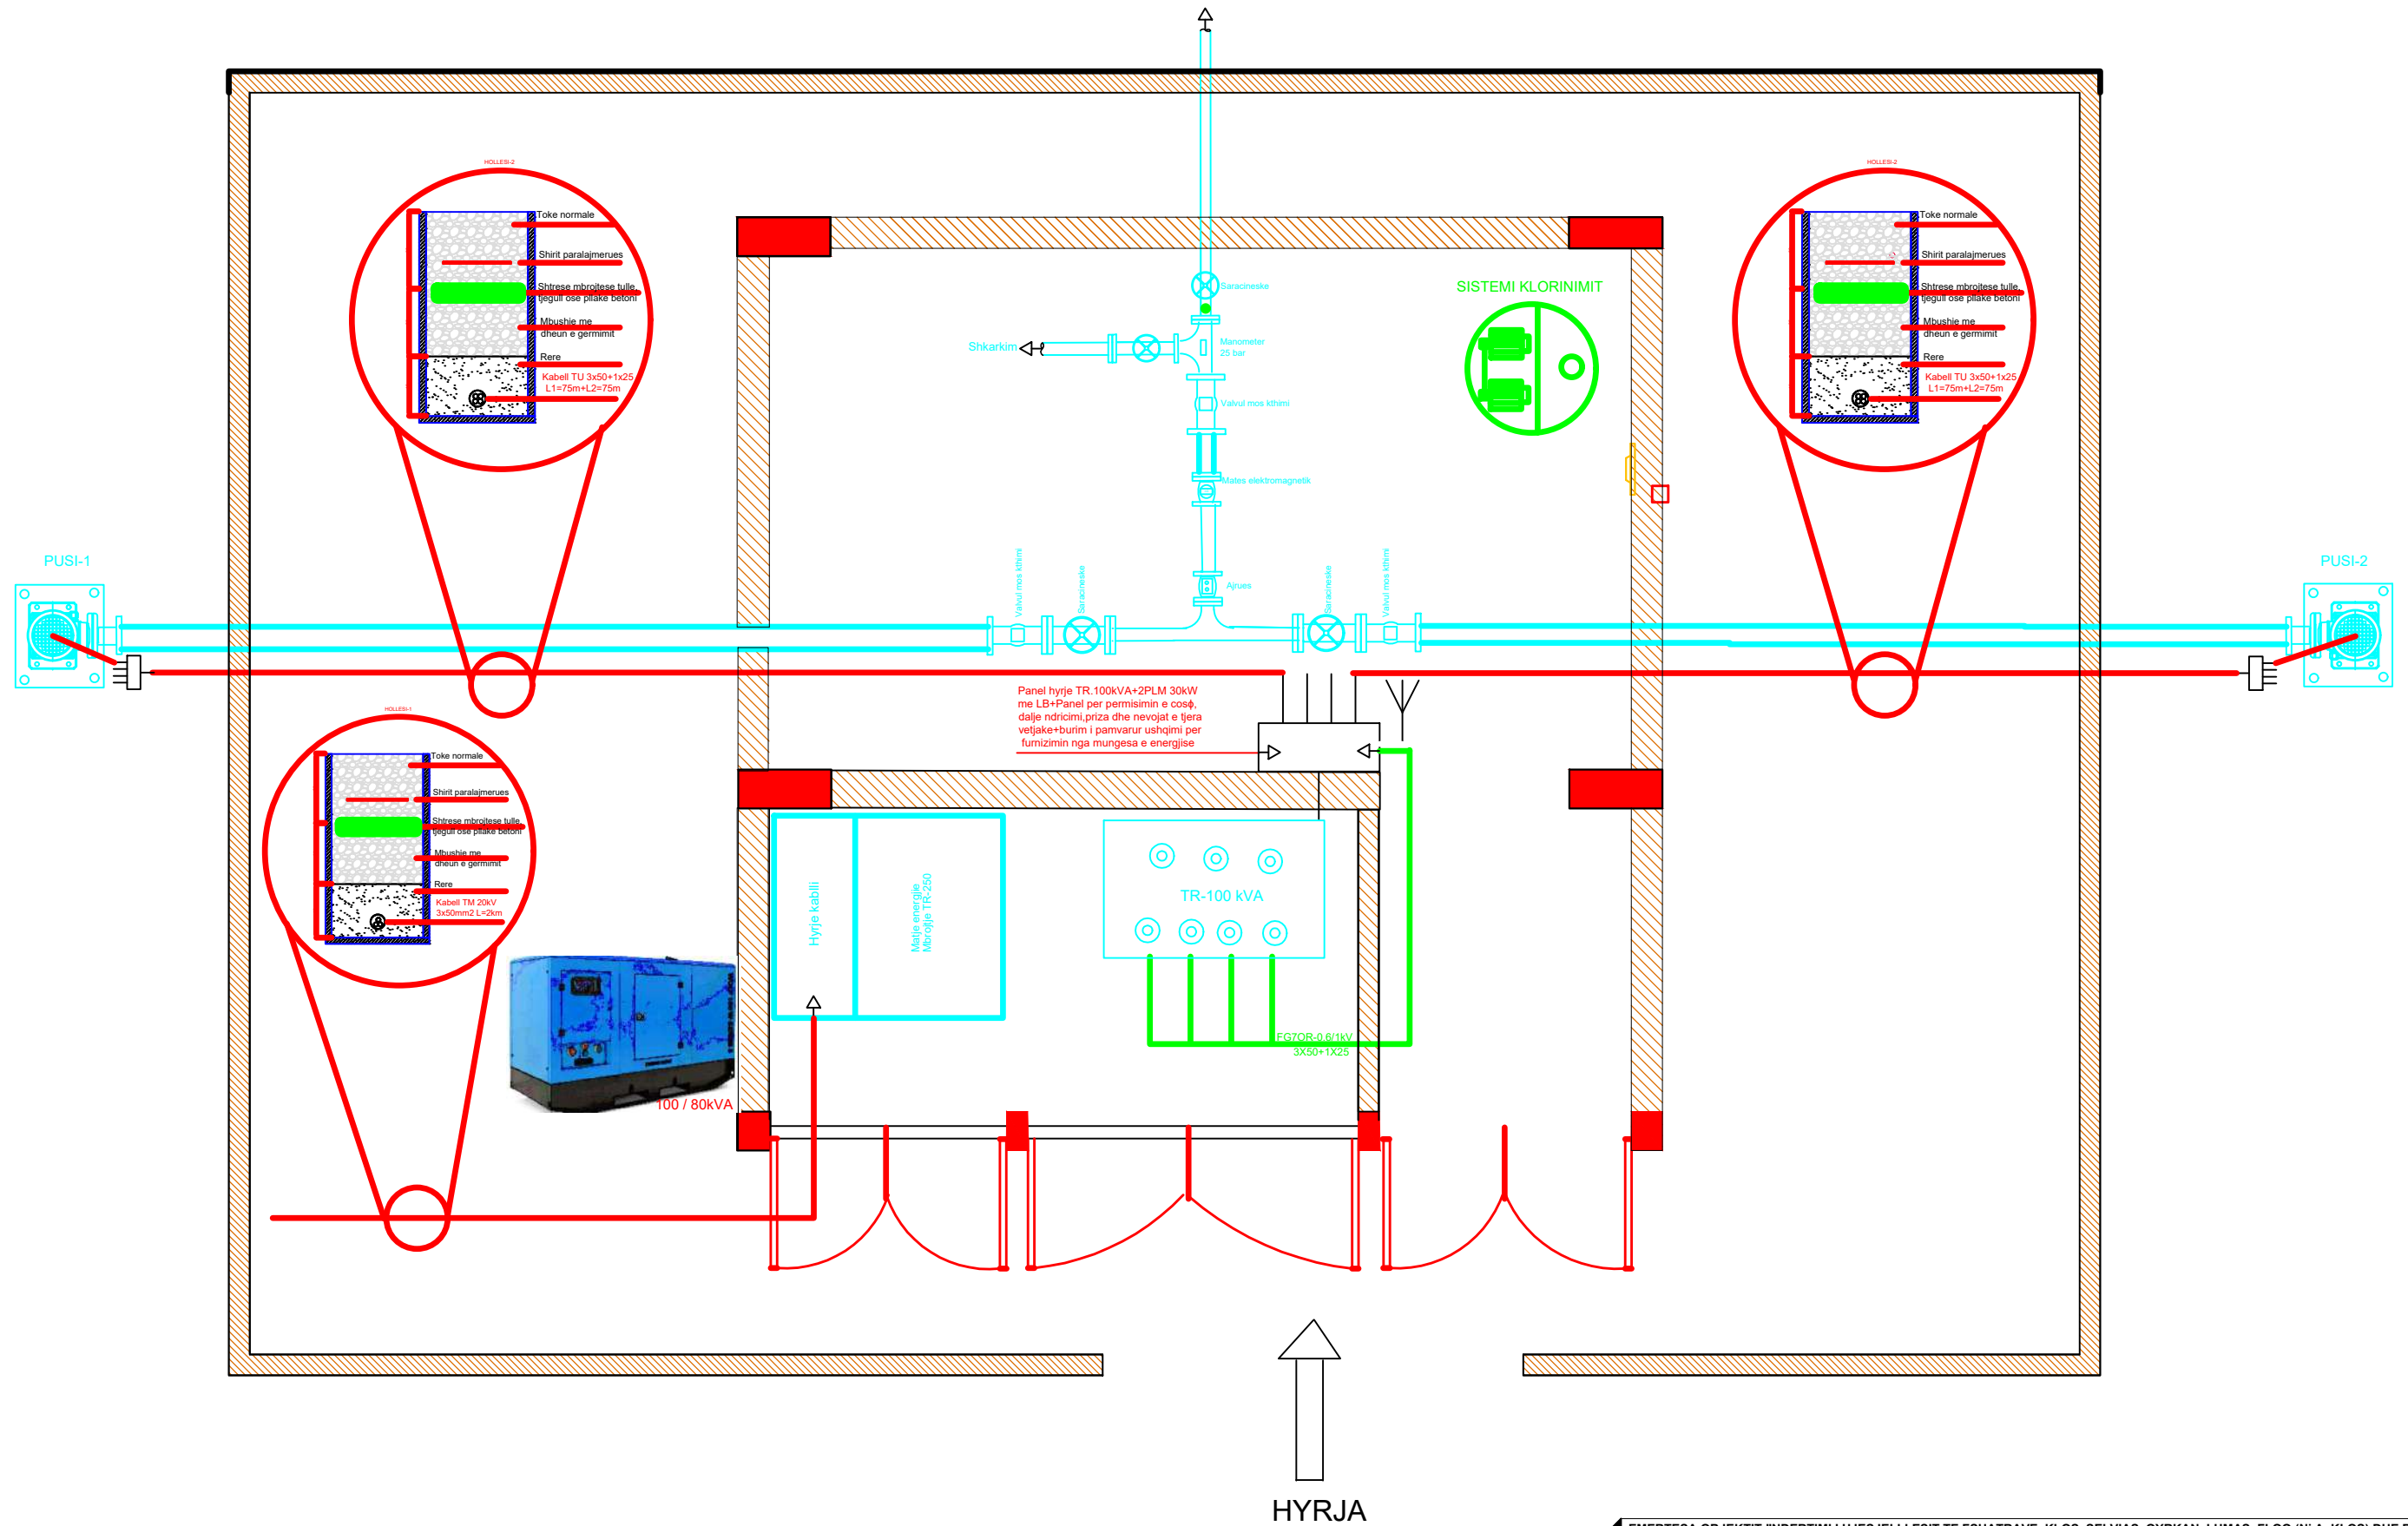 HOLLESI-2
Toke normale
Shirit paralajmerues
Shtrese mbrojtese tulle,
tjegull ose pllake betoni
Mbushje me
dheun e germimit
Rere
Kabell TU 3x50+1x25
L1=75m+L2=75m
HOLLESI-2
Toke normale
Shirit paralajmerues
Shtrese mbrojtese tulle,
tjegull ose pllake betoni
Mbushje me
dheun e germimit
Rere
Kabell TU 3x50+1x25
L1=75m+L2=75m
SISTEMI KLORINIMIT
Saracineske
Shkarkim
Manometer
25 bar
Valvul mos kthimi
Mates elektromagnetik
Ajrues
Valvul mos kthimi
Saracineske
Saracineske
Valvul mos kthimi
PUSI-1
PUSI-2
Panel hyrje TR.100kVA+2PLM 30kW
me LB+Panel per permisimin e cosϕ,
dalje ndricimi,priza dhe nevojat e tjera
vetjake+burim i pamvarur ushqimi per
furnizimin nga mungesa e energjise
HOLLESI-1
Toke normale
Shirit paralajmerues
Shtrese mbrojtese tulle,
tjegull ose pllake betoni
Mbushje me
dheun e germimit
Rere
Kabell TM 20kV
3x50mm2 L=2km
Hyrje kablli
Matje energjie
Mbrojtje TR-250
TR-100 kVA
FG7OR-0.6/1kV
3X50+1X25
100 / 80kVA
HYRJA